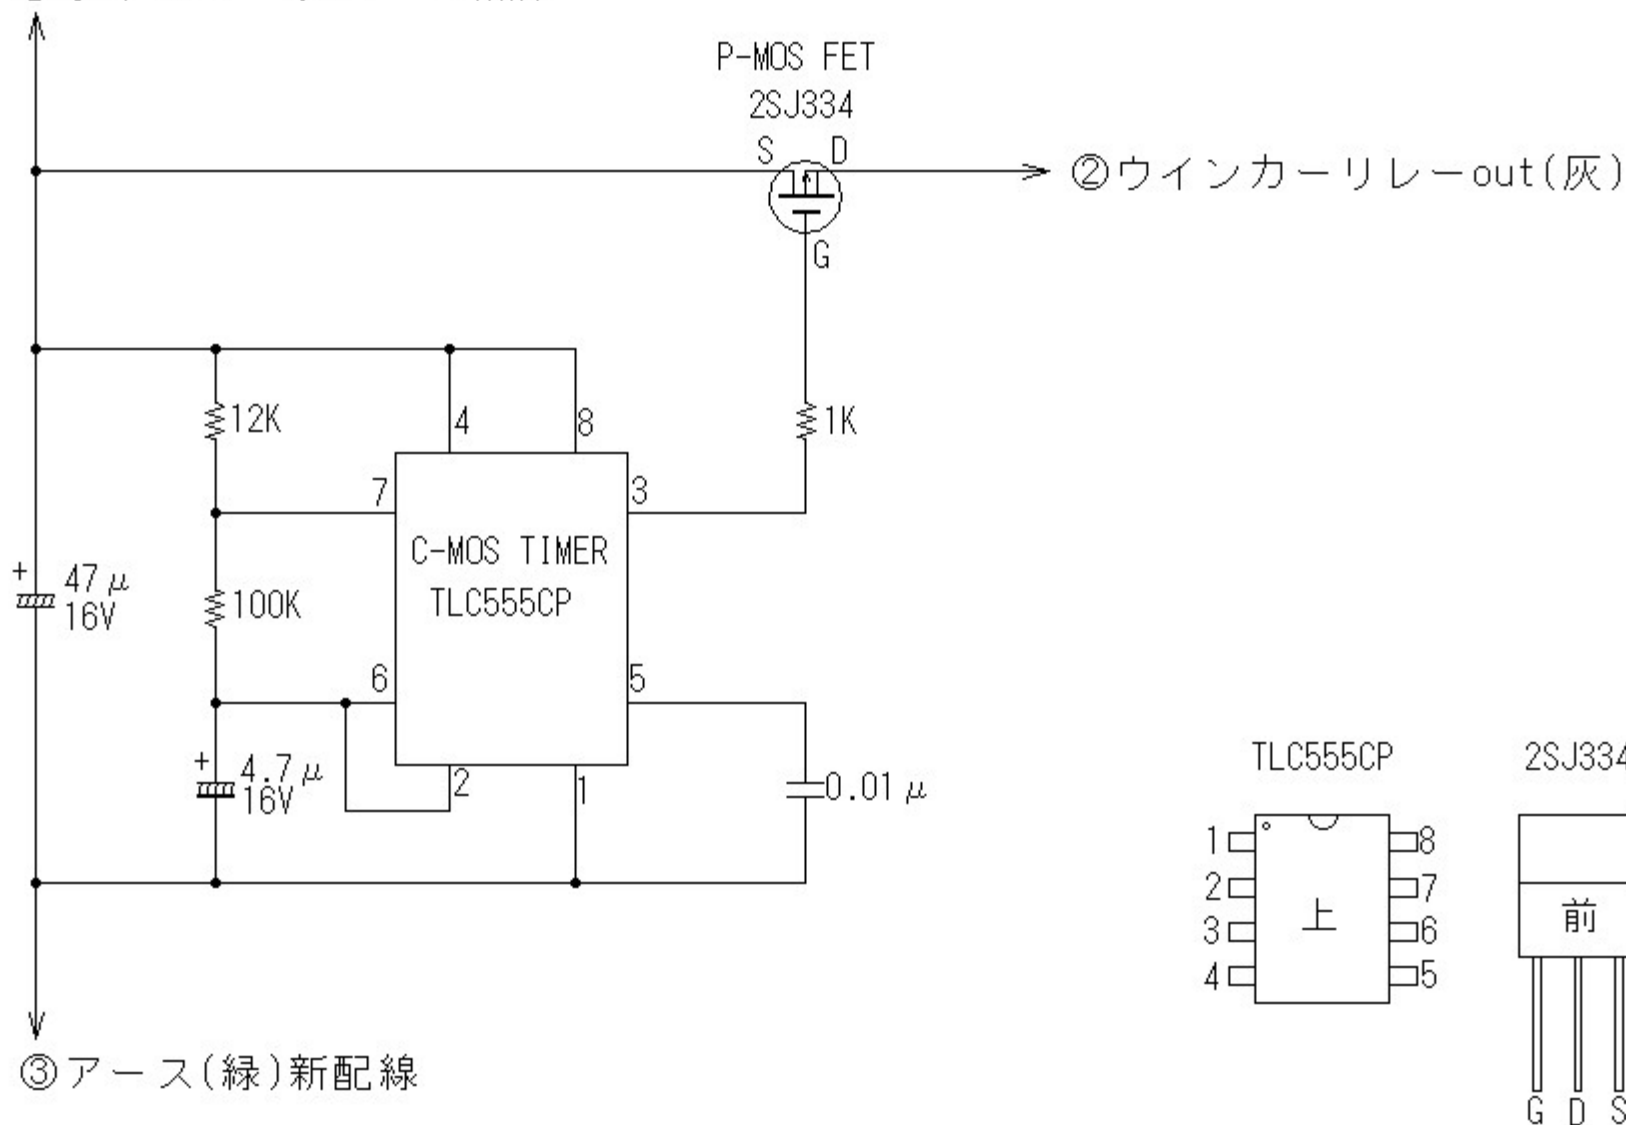 P-MOS FET
2SJ334
S D
②ウインカーリレーout(灰)
G
12K
4
8
1K
7
3
C-MOS TIMER
TLC555CP
+ 47μ
16V
100K
6
5
+ 4.7μ
16V
2
1
0.01μ
TLC555CP
2SJ334
1
8
2
7
上
前
3
6
4
5
③アース(緑)新配線
G D S